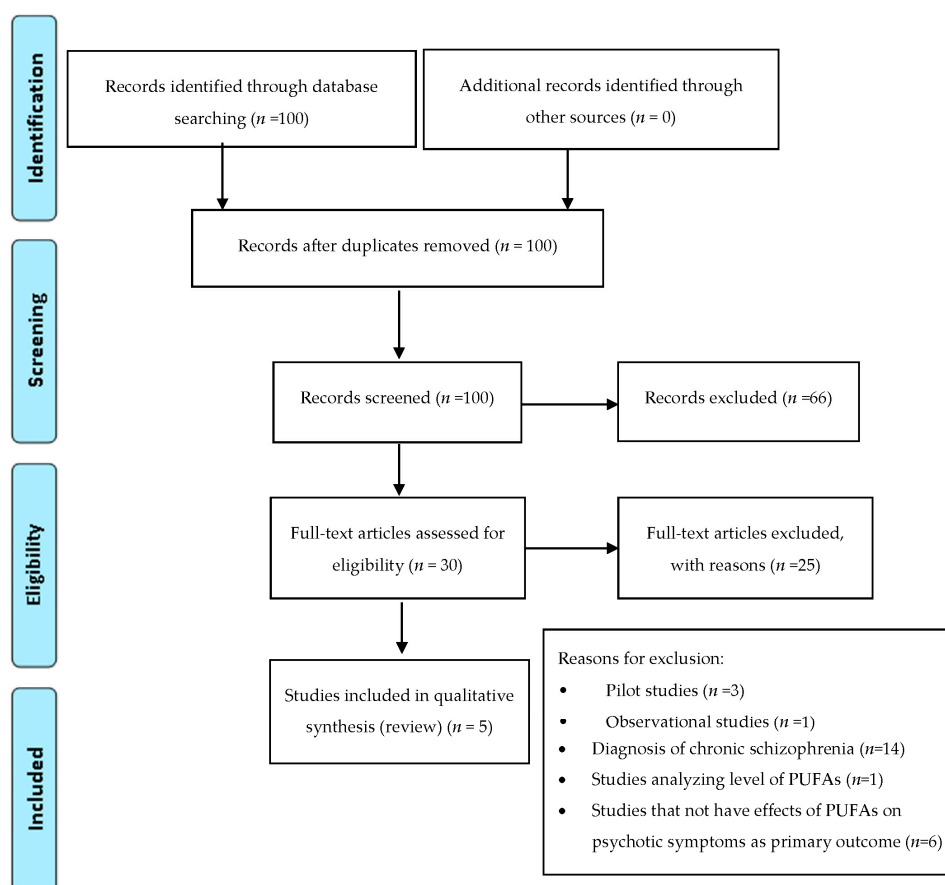 Identification
Records identified through database
searching (n =100)
Additional records identified through
other sources (n = 0)
Records after duplicates removed (n = 100)
Screening
Records screened (n =100)
Records excluded (n =66)
Eligibility
Full-text articles assessed for
eligibility (n = 30)
Full-text articles excluded,
with reasons (n =25)
Included
Studies included in qualitative
synthesis (review) (n = 5)
Reasons for exclusion:
• Pilot studies (n =3)
• Observational studies (n =1)
• Diagnosis of chronic schizophrenia (n=14)
• Studies analyzing level of PUFAs (n=1)
• Studies that not have effects of PUFAs on
psychotic symptoms as primary outcome (n=6)